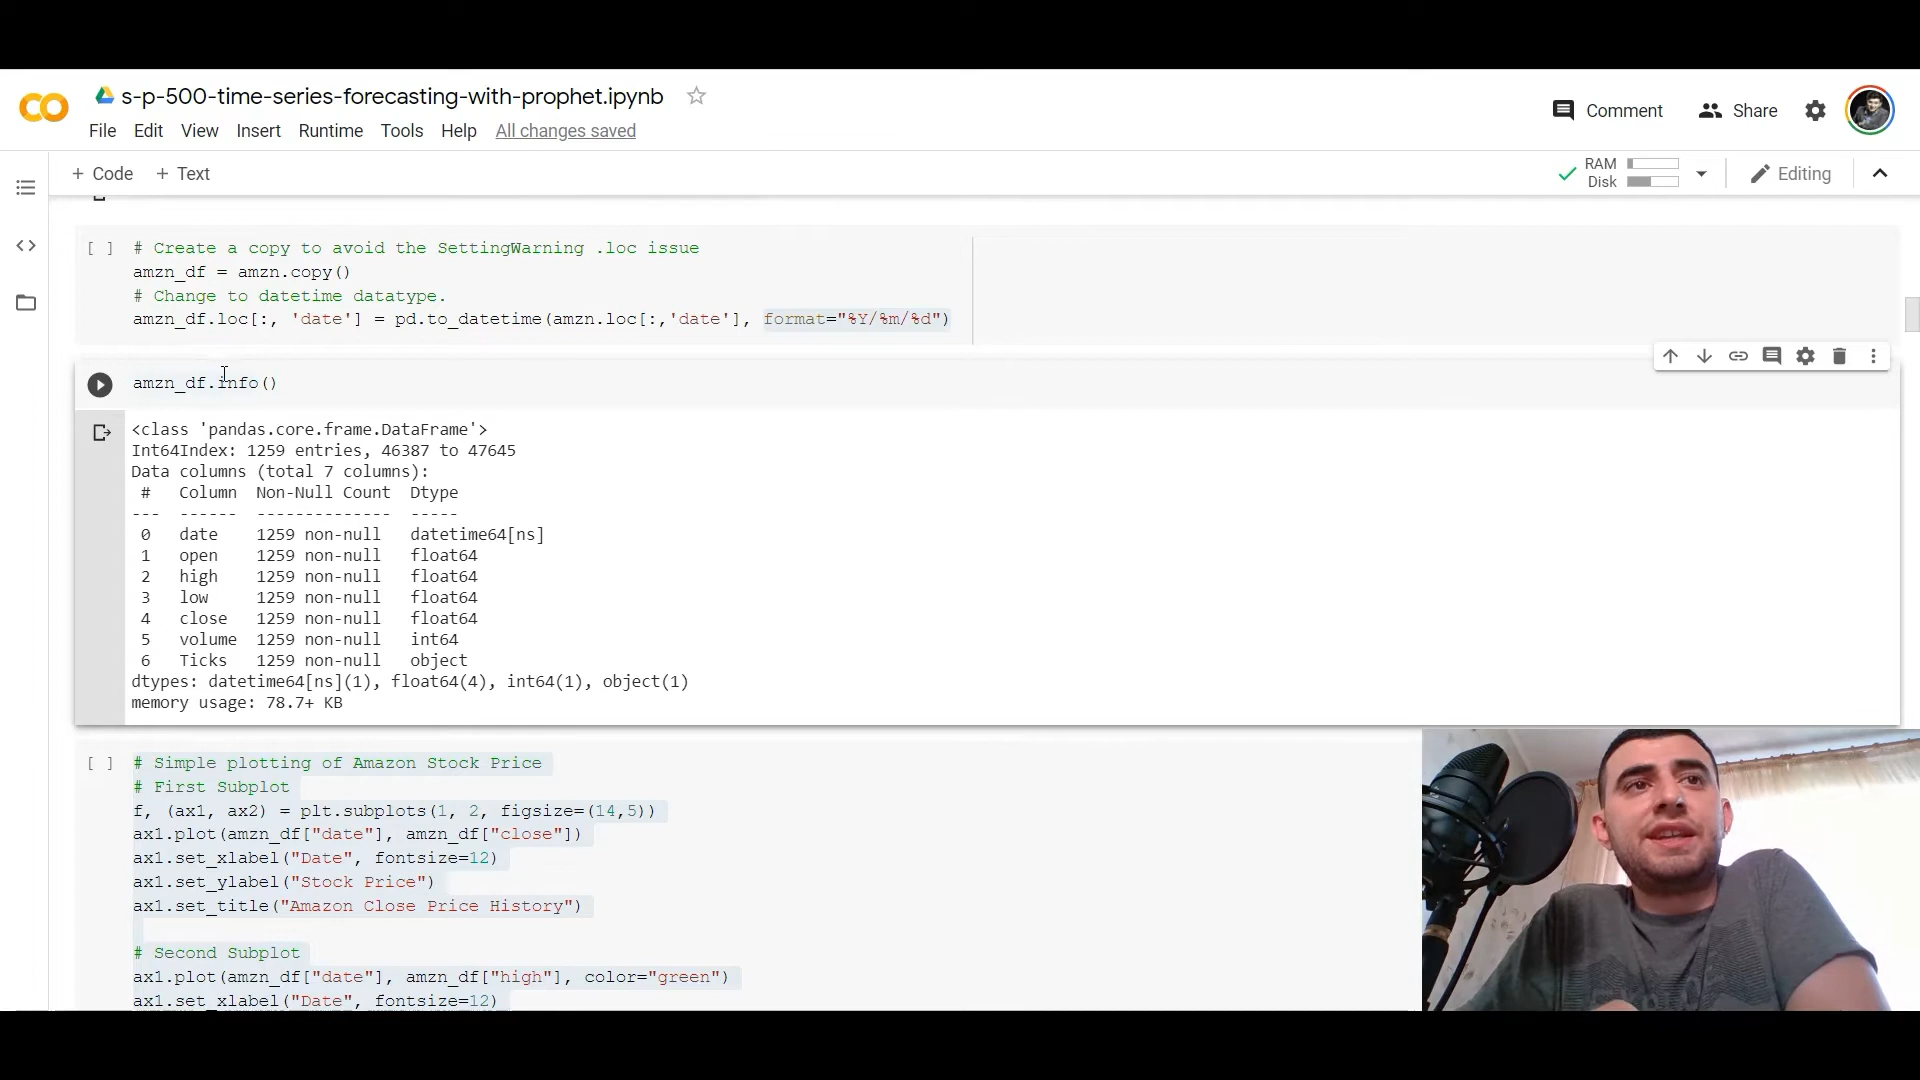 s-p-500-time-series-forecasting-with-prophet.ipynb
Comment
Share
File Edit View Insert Runtime Tools Help All changes saved
+ Code + Text
RAM
Disk
Editing
[ ] # Create a copy to avoid the SettingWarning .loc issue
amzn_df = amzn.copy()
# Change to datetime datatype.
amzn_df.loc[:, 'date'] = pd.to_datetime(amzn.loc[:,'date'], format="%Y/%m/%d")
amzn_df.info()
<class 'pandas.core.frame.DataFrame'>
Int64Index: 1259 entries, 46387 to 47645
Data columns (total 7 columns):
# Column Non-Null Count Dtype
--- ------ -------------- -----
0 date 1259 non-null datetime64[ns]
1 open 1259 non-null float64
2 high 1259 non-null float64
3 low 1259 non-null float64
4 close 1259 non-null float64
5 volume 1259 non-null int64
6 Ticks 1259 non-null object
dtypes: datetime64[ns](1), float64(4), int64(1), object(1)
memory usage: 78.7+ KB
[ ] # Simple plotting of Amazon Stock Price
# First Subplot
f, (ax1, ax2) = plt.subplots(1, 2, figsize=(14,5))
ax1.plot(amzn_df["date"], amzn_df["close"])
ax1.set_xlabel("Date", fontsize=12)
ax1.set_ylabel("Stock Price")
ax1.set_title("Amazon Close Price History")
# Second Subplot
ax1.plot(amzn_df["date"], amzn_df["high"], color="green")
ax1.set_xlabel("Date", fontsize=12)